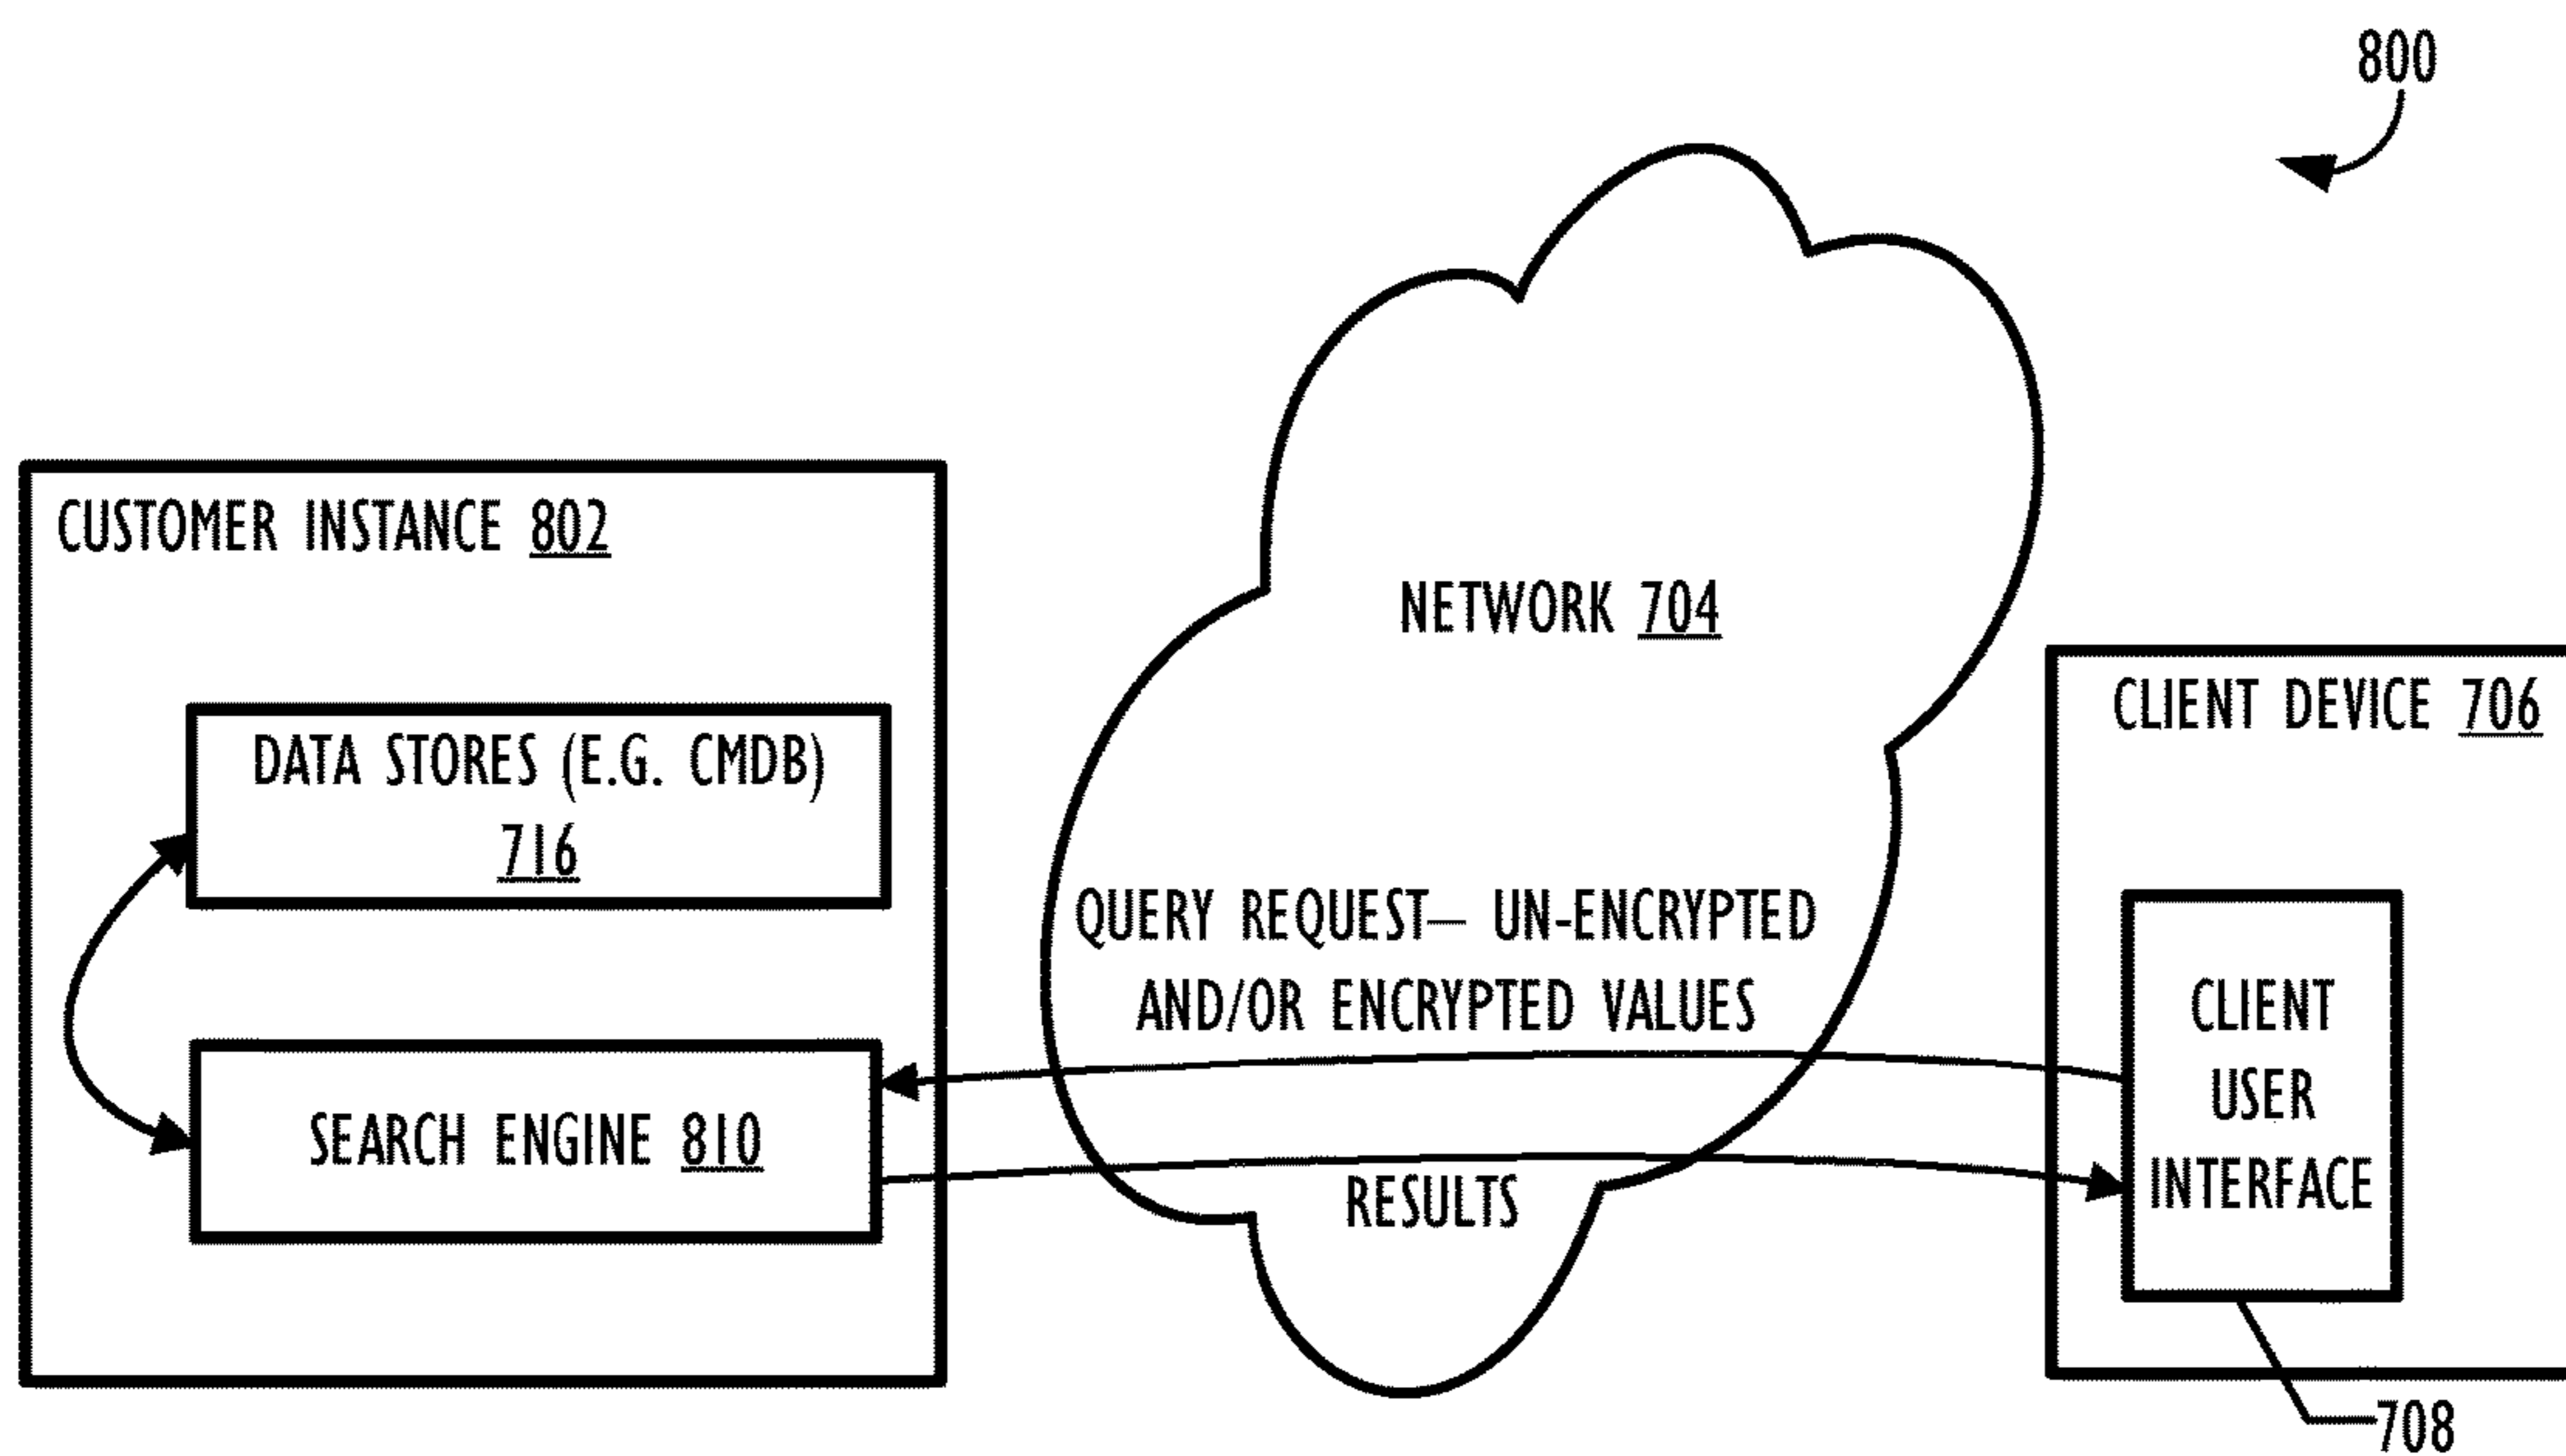 800
CUSTOMER INSTANCE 802
DATA STORES (E.G. CMDB)
716
SEARCH ENGINE 810
NETWORK 704
QUERY REQUEST— UN-ENCRYPTED
AND/OR ENCRYPTED VALUES
RESULTS
CLIENT DEVICE 706
CLIENT
USER
INTERFACE
708